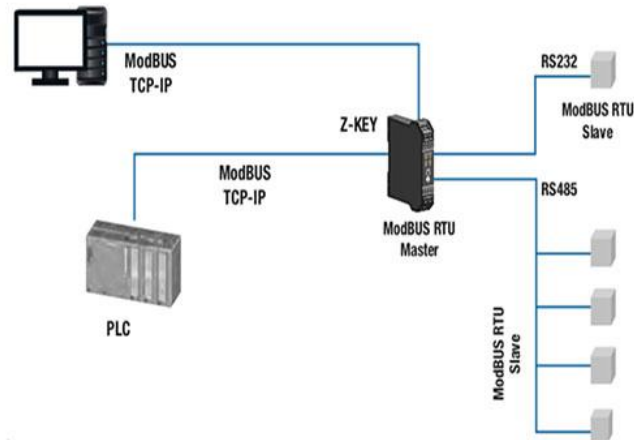 ModBUS
TCP-IP
Z-KEY
RS232
ModBUS RTU
Slave
ModBUS
TCP-IP
RS485
ModBUS RTU
Master
PLC
ModBUS RTU
Slave